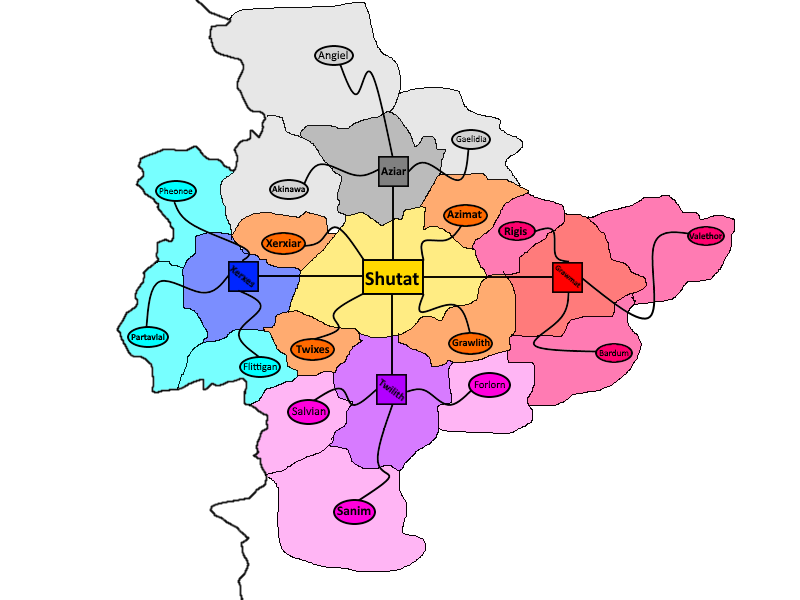 Angiel
Gaelidia
Aziar
Akinawa
Pheonoe
Azimat
Rigis
Valethor
Xerxiar
Xerxes
Shutat
Partavial
Grawlith
Twixes
Bardum
Flittigan
Twilith
Forlorn
Salvian
Sanim